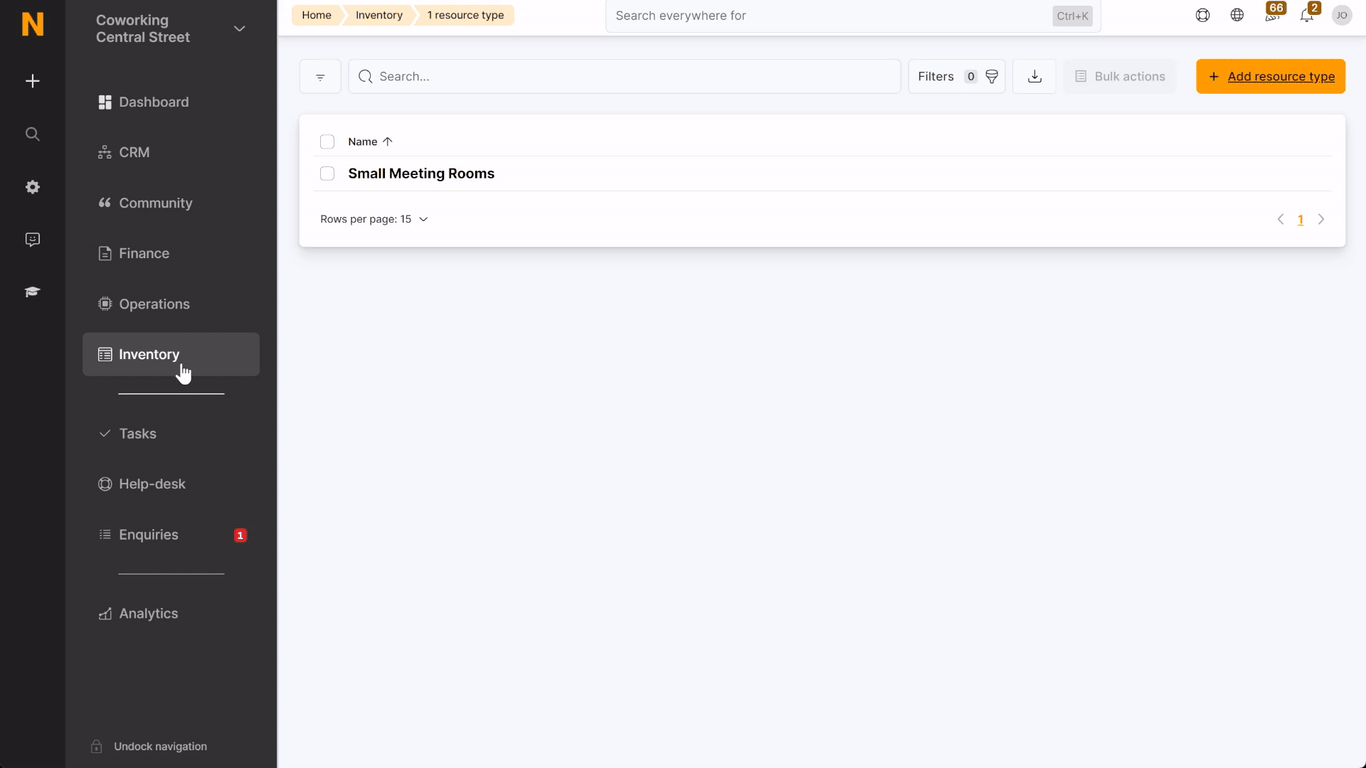 N
Coworking
Central Street
Dashboard
CRM
Community
Finance
Operations
Inventory
Tasks
Help-desk
Enquiries 1
Analytics
Undock navigation
Home Inventory 1 resource type
Search everywhere for Ctrl+K
66 2 JO
Search... Filters 0 Bulk actions + Add resource type
Name
Small Meeting Rooms
Rows per page: 15 1